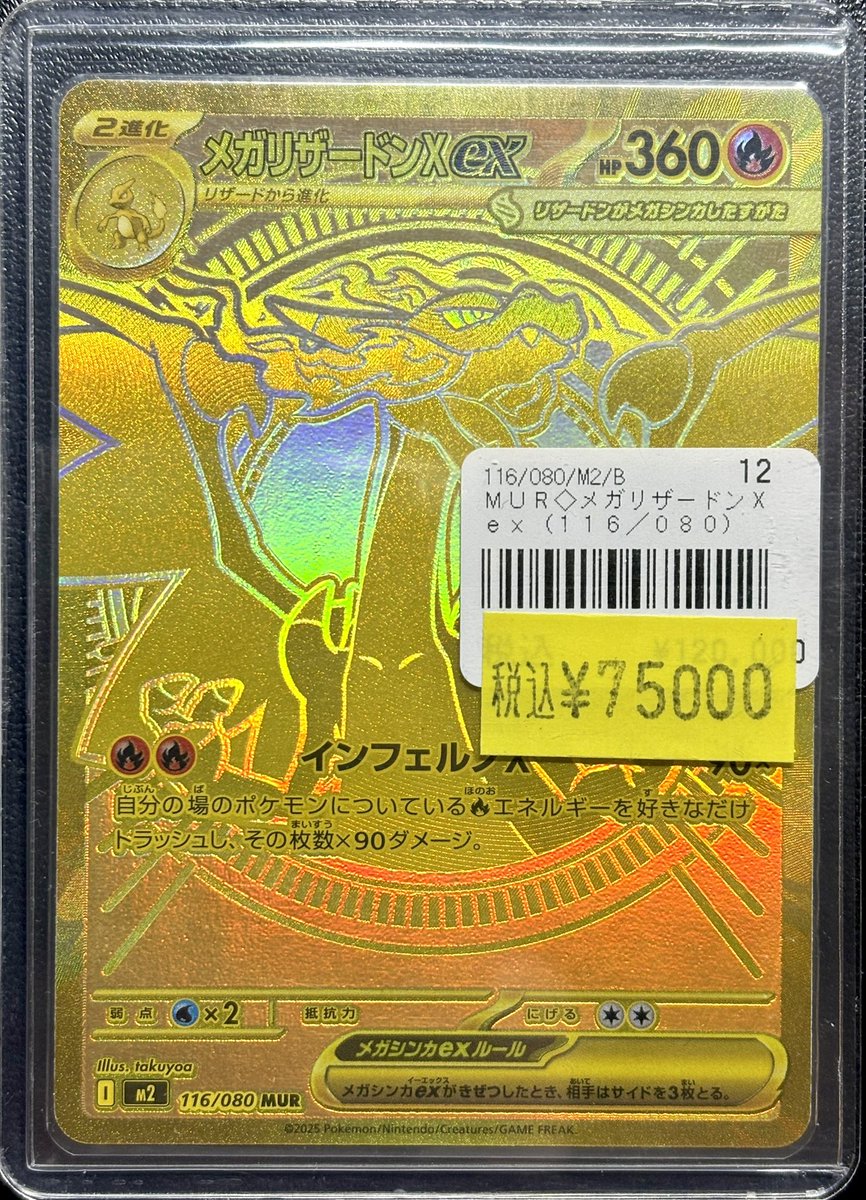 2進化
メガリザードンXex
HP360
リザードから進化
リザードンがメガシンカしたすがた
116/080/M2/B 12
MUR◇メガリザードンX
ex(116/080)
税込 ¥120,000
税込¥75000
インフェルノX 90×
自分の場のポケモンについているエネルギーを好きなだけ
トラッシュし、その枚数×90ダメージ。
弱点 ×2 抵抗力 にげる
メガシンカexルール
メガシンカexがきぜつしたとき、相手はサイドを3枚とる。
Illus. takuyoa
I m2 116/080 MUR
©2025 Pokémon/Nintendo/Creatures/GAME FREAK.